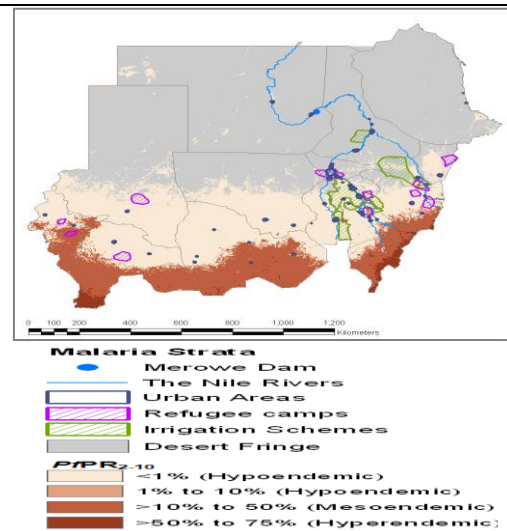 0 100 200 400 600 800 1,000 1,200
Kilometers
Malaria Strata
Merowe Dam
The Nile Rivers
Urban Areas
Refugee camps
Irrigation Schemes
Desert Fringe
PfPR2-10
<1% (Hypoendemic)
1% to 10% (Hypoendemic)
>10% to 50% (Mesoendemic)
>50% to 75% (Hyperendemic)